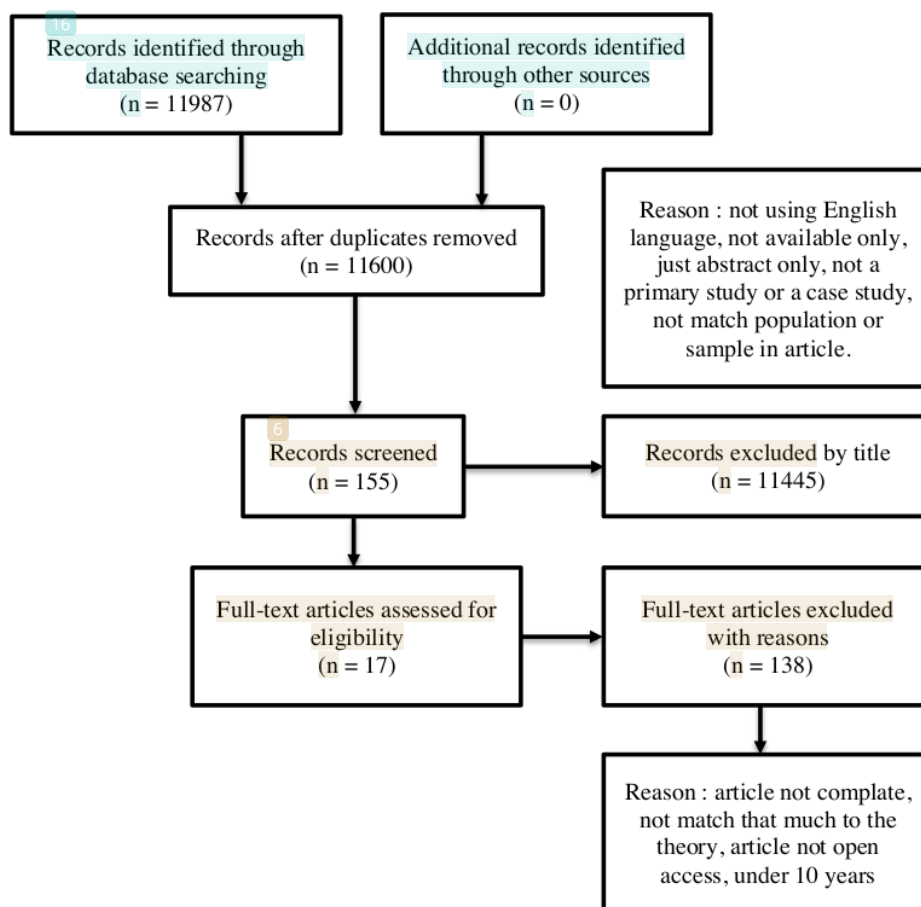 16
Records identified through
database searching
(n = 11987)
Additional records identified
through other sources
(n = 0)
Records after duplicates removed
(n = 11600)
Reason : not using English
language, not available only,
just abstract only, not a
primary study or a case study,
not match population or
sample in article.
6
Records screened
(n = 155)
Records excluded by title
(n = 11445)
Full-text articles assessed for
eligibility
(n = 17)
Full-text articles excluded
with reasons
(n = 138)
Reason : article not complate,
not match that much to the
theory, article not open
access, under 10 years